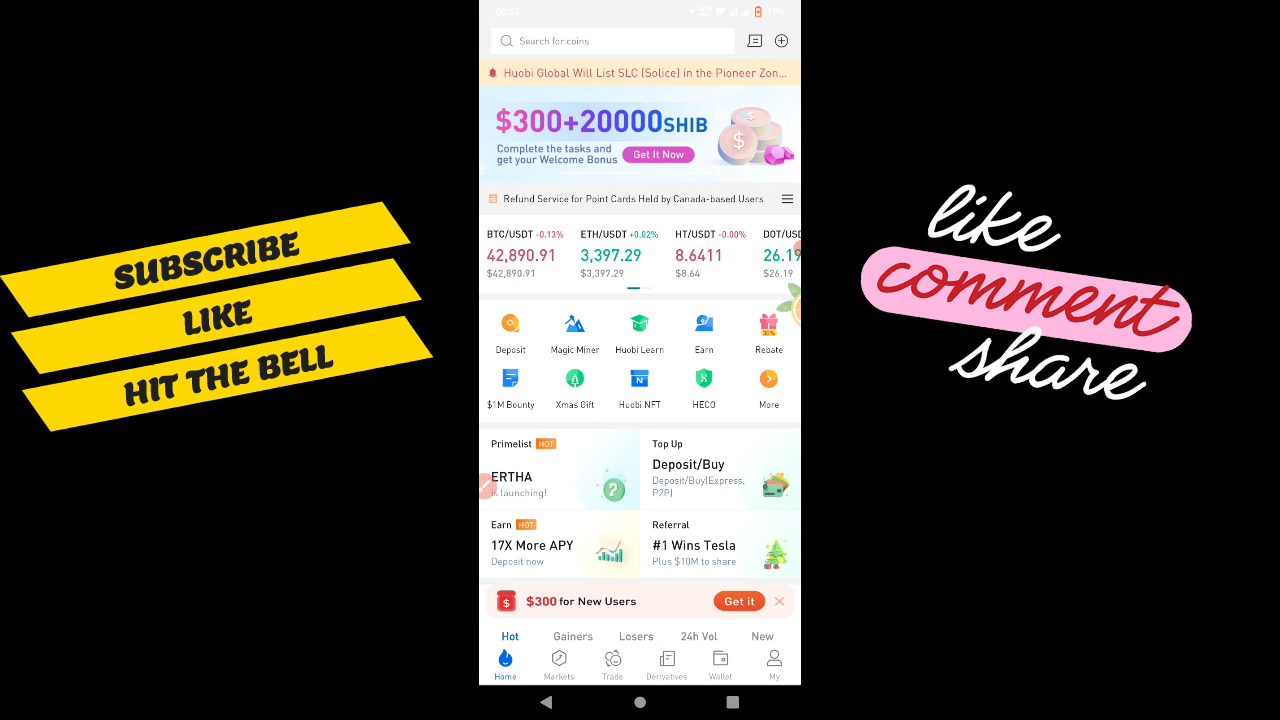 SUBSCRIBE
LIKE
HIT THE BELL
00:52
19%
Search for coins
Huobi Global Will List SLC (Solice) in the Pioneer Zon...
$300+20000SHIB
Complete the tasks and
get your Welcome Bonus
Get It Now
Refund Service for Point Cards Held by Canada-based Users
BTC/USDT -0.13% ETH/USDT +0.02% HT/USDT -0.00% DOT/USD
42,890.91 3,397.29 8.6411 26.19
$42,890.91 $3,397.29 $8.64 $26.19
30%
Deposit Magic Miner Huobi Learn Earn Rebate
N
$1M Bounty Xmas Gift Huobi NFT HECO More
Primelist HOT
ERTHA
is launching!
Top Up
Deposit/Buy
Deposit/Buy(Express,
P2P)
Earn HOT
17X More APY
Deposit now
Referral
#1 Wins Tesla
Plus $10M to share
$300 for New Users Get it
Hot Gainers Losers 24h Vol New
Home Markets Trade Derivatives Wallet My
like
comment
share